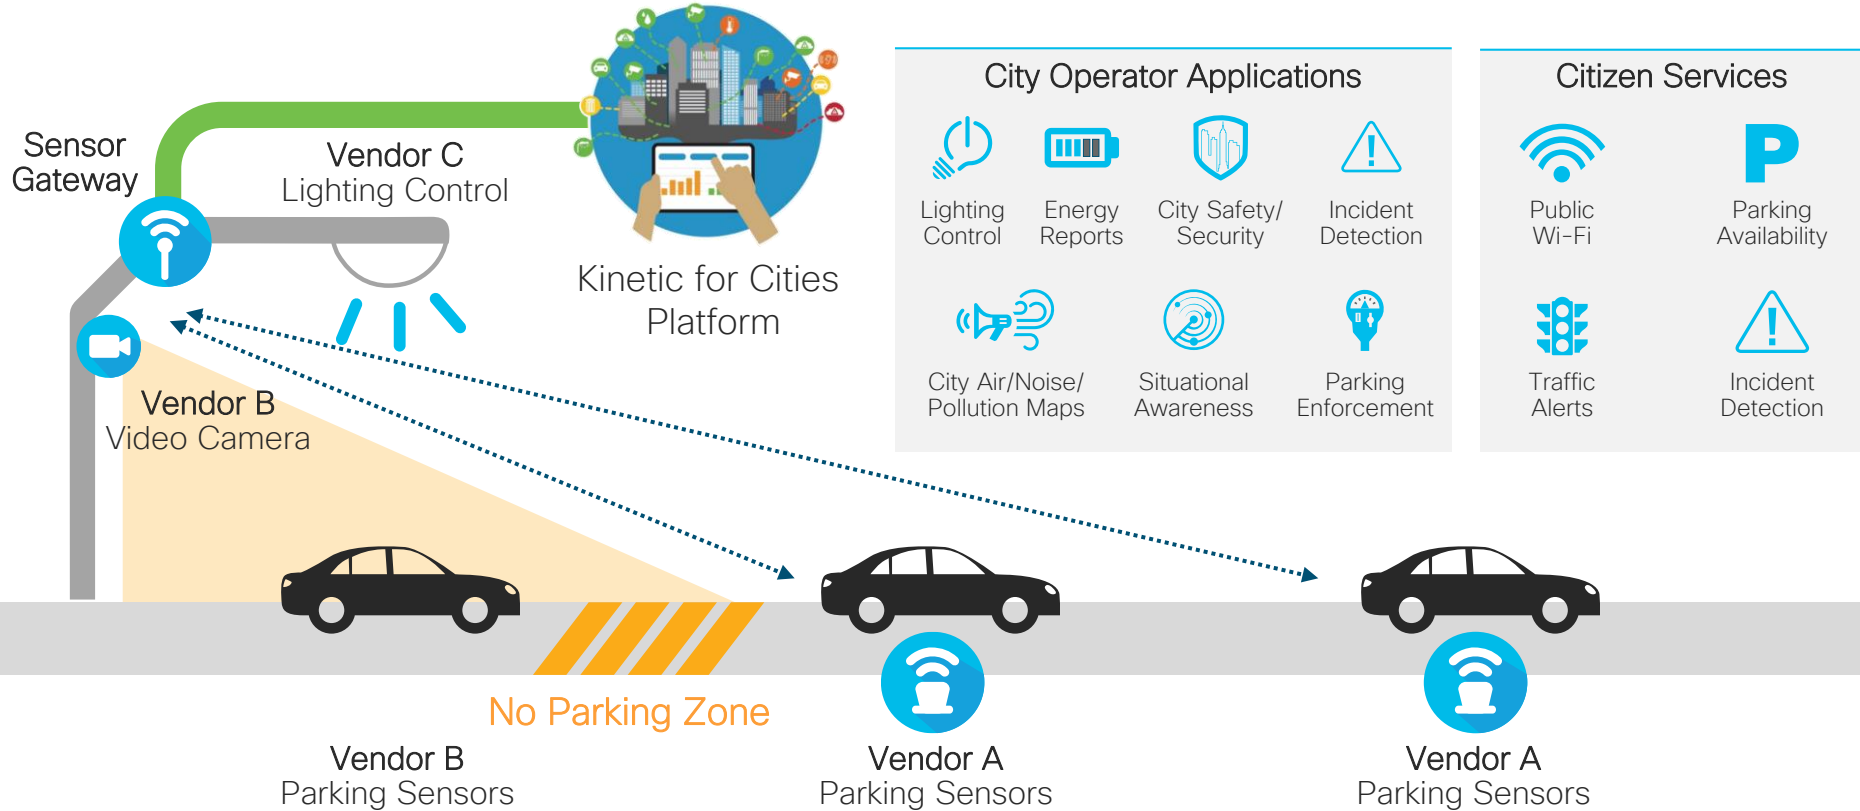 Sensor
Gateway
Vendor C
Lighting Control
Kinetic for Cities
Platform
Vendor B
Video Camera
City Operator Applications
Lighting
Control
Energy
Reports
City Safety/
Security
Incident
Detection
City Air/Noise/
Pollution Maps
Situational
Awareness
Parking
Enforcement
Citizen Services
Public
Wi-Fi
P
Parking
Availability
Traffic
Alerts
Incident
Detection
No Parking Zone
Vendor B
Parking Sensors
Vendor A
Parking Sensors
Vendor A
Parking Sensors